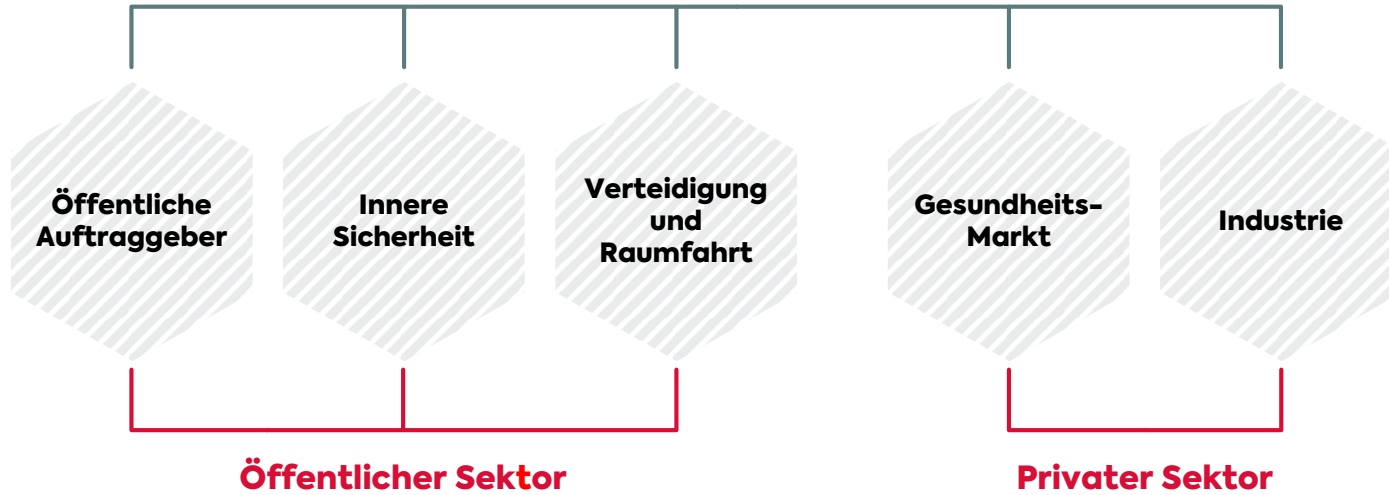 Öffentliche
Auftraggeber
Innere
Sicherheit
Verteidigung
und
Raumfahrt
Gesundheits-
Markt
Industrie
Öffentlicher Sektor
Privater Sektor